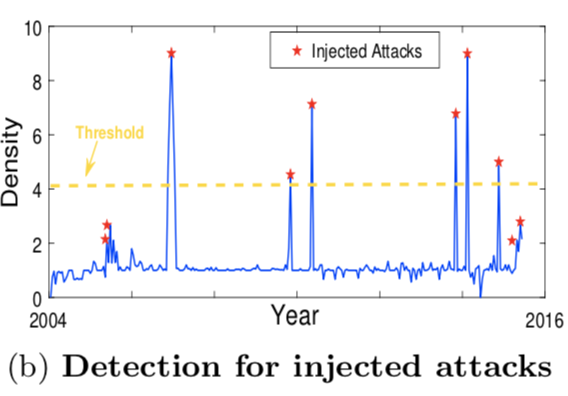 10
Injected Attacks
8
Density
6
Threshold
4
2
0
2004
Year
2016
(b) Detection for injected attacks